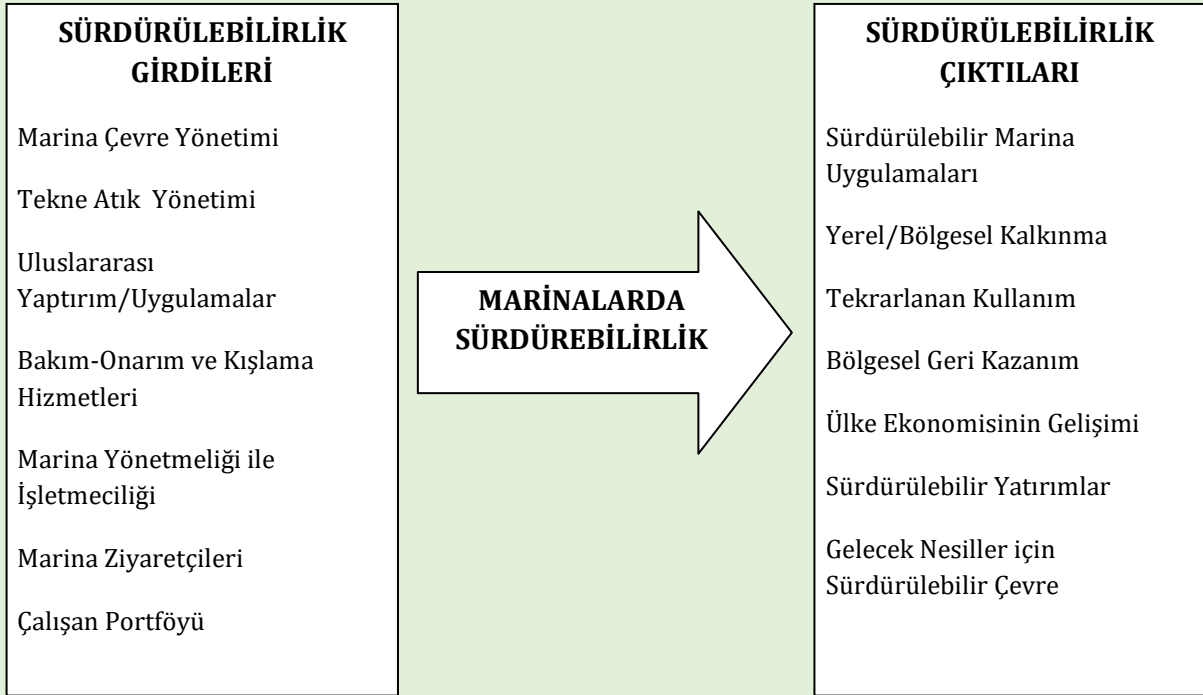 SÜRDÜRÜLEBİLİRLİK
GİRDİLERİ
Marina Çevre Yönetimi
Tekne Atık  Yönetimi
Uluslararası
Yaptırım/Uygulamalar
Bakım-Onarım ve Kışlama
Hizmetleri
Marina Yönetmeliği ile
İşletmeciliği
Marina Ziyaretçileri
Çalışan Portföyü
MARİNALARDA
SÜRDÜREBİLİRLİK
SÜRDÜRÜLEBİLİRLİK
ÇIKTILARI
Sürdürülebilir Marina
Uygulamaları
Yerel/Bölgesel Kalkınma
Tekrarlanan Kullanım
Bölgesel Geri Kazanım
Ülke Ekonomisinin Gelişimi
Sürdürülebilir Yatırımlar
Gelecek Nesiller için
Sürdürülebilir Çevre